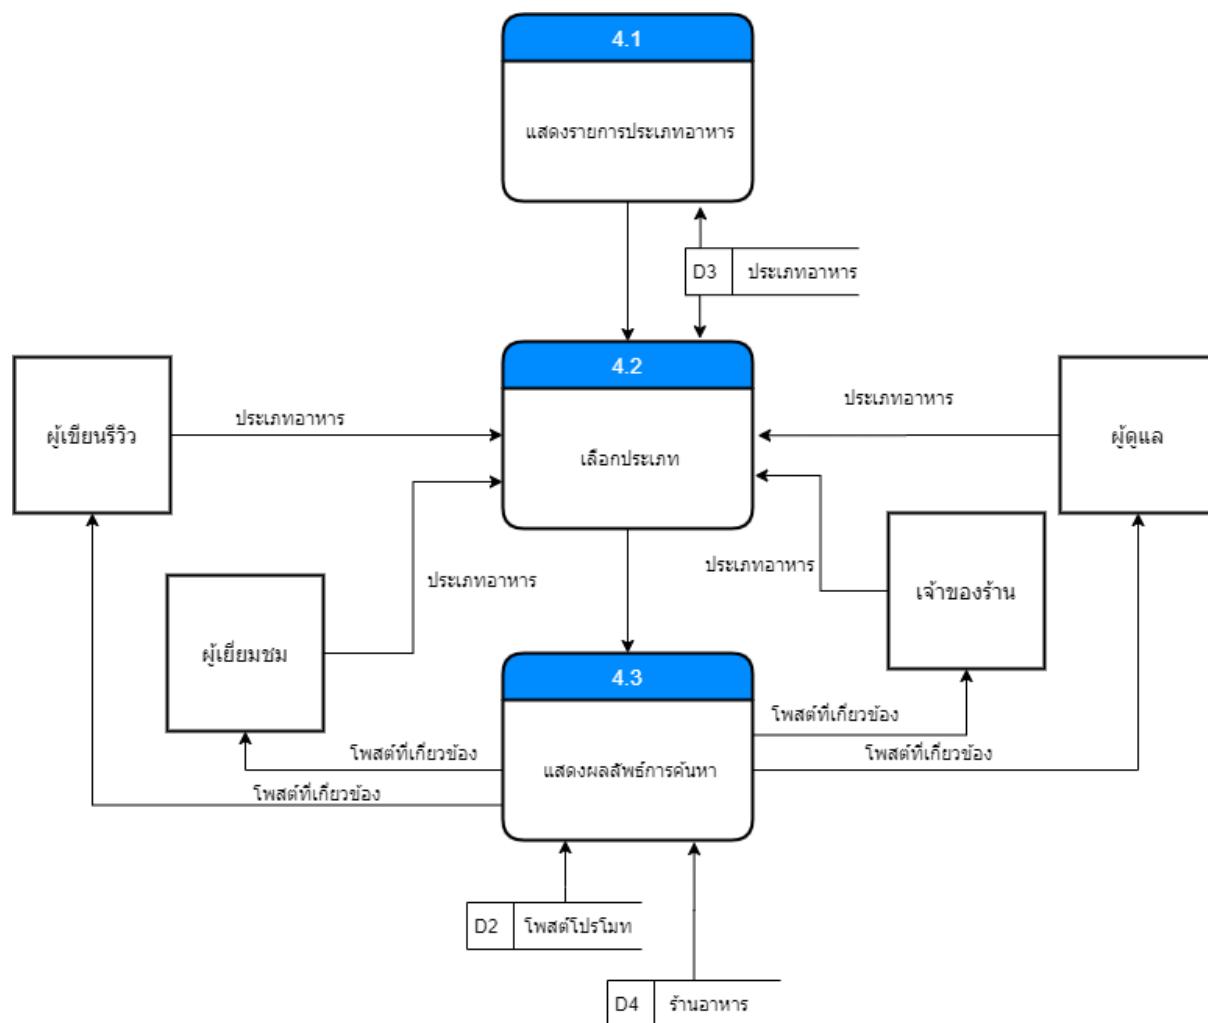 4.1
แสดงรายการประเภทอาหาร
D3 ประเภทอาหาร
4.2
เลือกประเภท
ผู้เขียนรีวิว
ประเภทอาหาร
ประเภทอาหาร
ผู้ดูแล
ประเภทอาหาร
ประเภทอาหาร
เจ้าของร้าน
ผู้เยี่ยมชม
4.3
แสดงผลลัพธ์การค้นหา
โพสต์ที่เกี่ยวข้อง
โพสต์ที่เกี่ยวข้อง
โพสต์ที่เกี่ยวข้อง
โพสต์ที่เกี่ยวข้อง
D2 โพสต์โปรโมท
D4 ร้านอาหาร